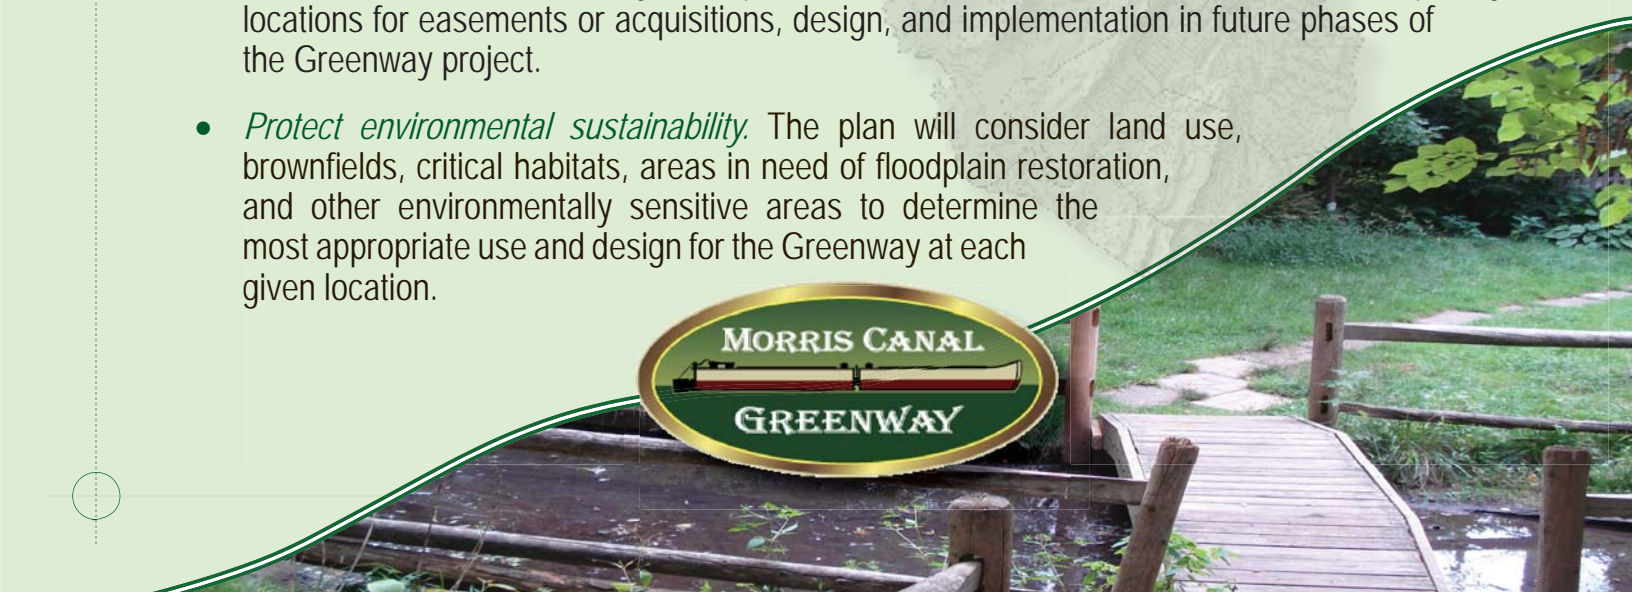 locations for easements or acquisitions, design, and implementation in future phases of
the Greenway project.
• Protect environmental sustainability. The plan will consider land use,
brownfields, critical habitats, areas in need of floodplain restoration,
and other environmentally sensitive areas to determine the
most appropriate use and design for the Greenway at each
given location.
MORRIS CANAL
GREENWAY